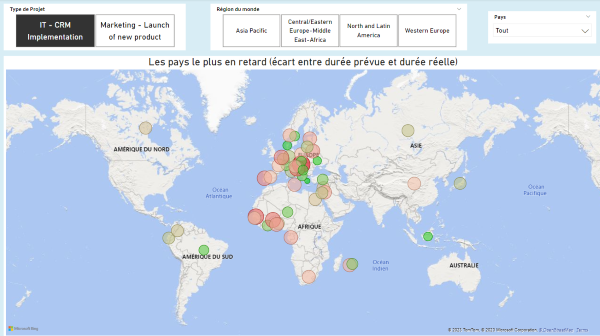 Type de Projet
IT - CRM
Implementation
Marketing - Launch
of new product
Région du monde
Asia Pacific
Central/Eastern
Europe-Middle
East-Africa
North and Latin
America
Western Europe
Pays
Tout
Les pays le plus en retard (écart entre durée prévue et durée réelle)
AMÉRIQUE DU NORD
ASIE
Océan
Atlantique
Océan
Pacifique
AFRIQUE
AMÉRIQUE DU SUD
Océan
Indien
AUSTRALIE
Microsoft Bing
© 2023 TomTom, © 2023 Microsoft Corporation, © OpenStreetMap Terms